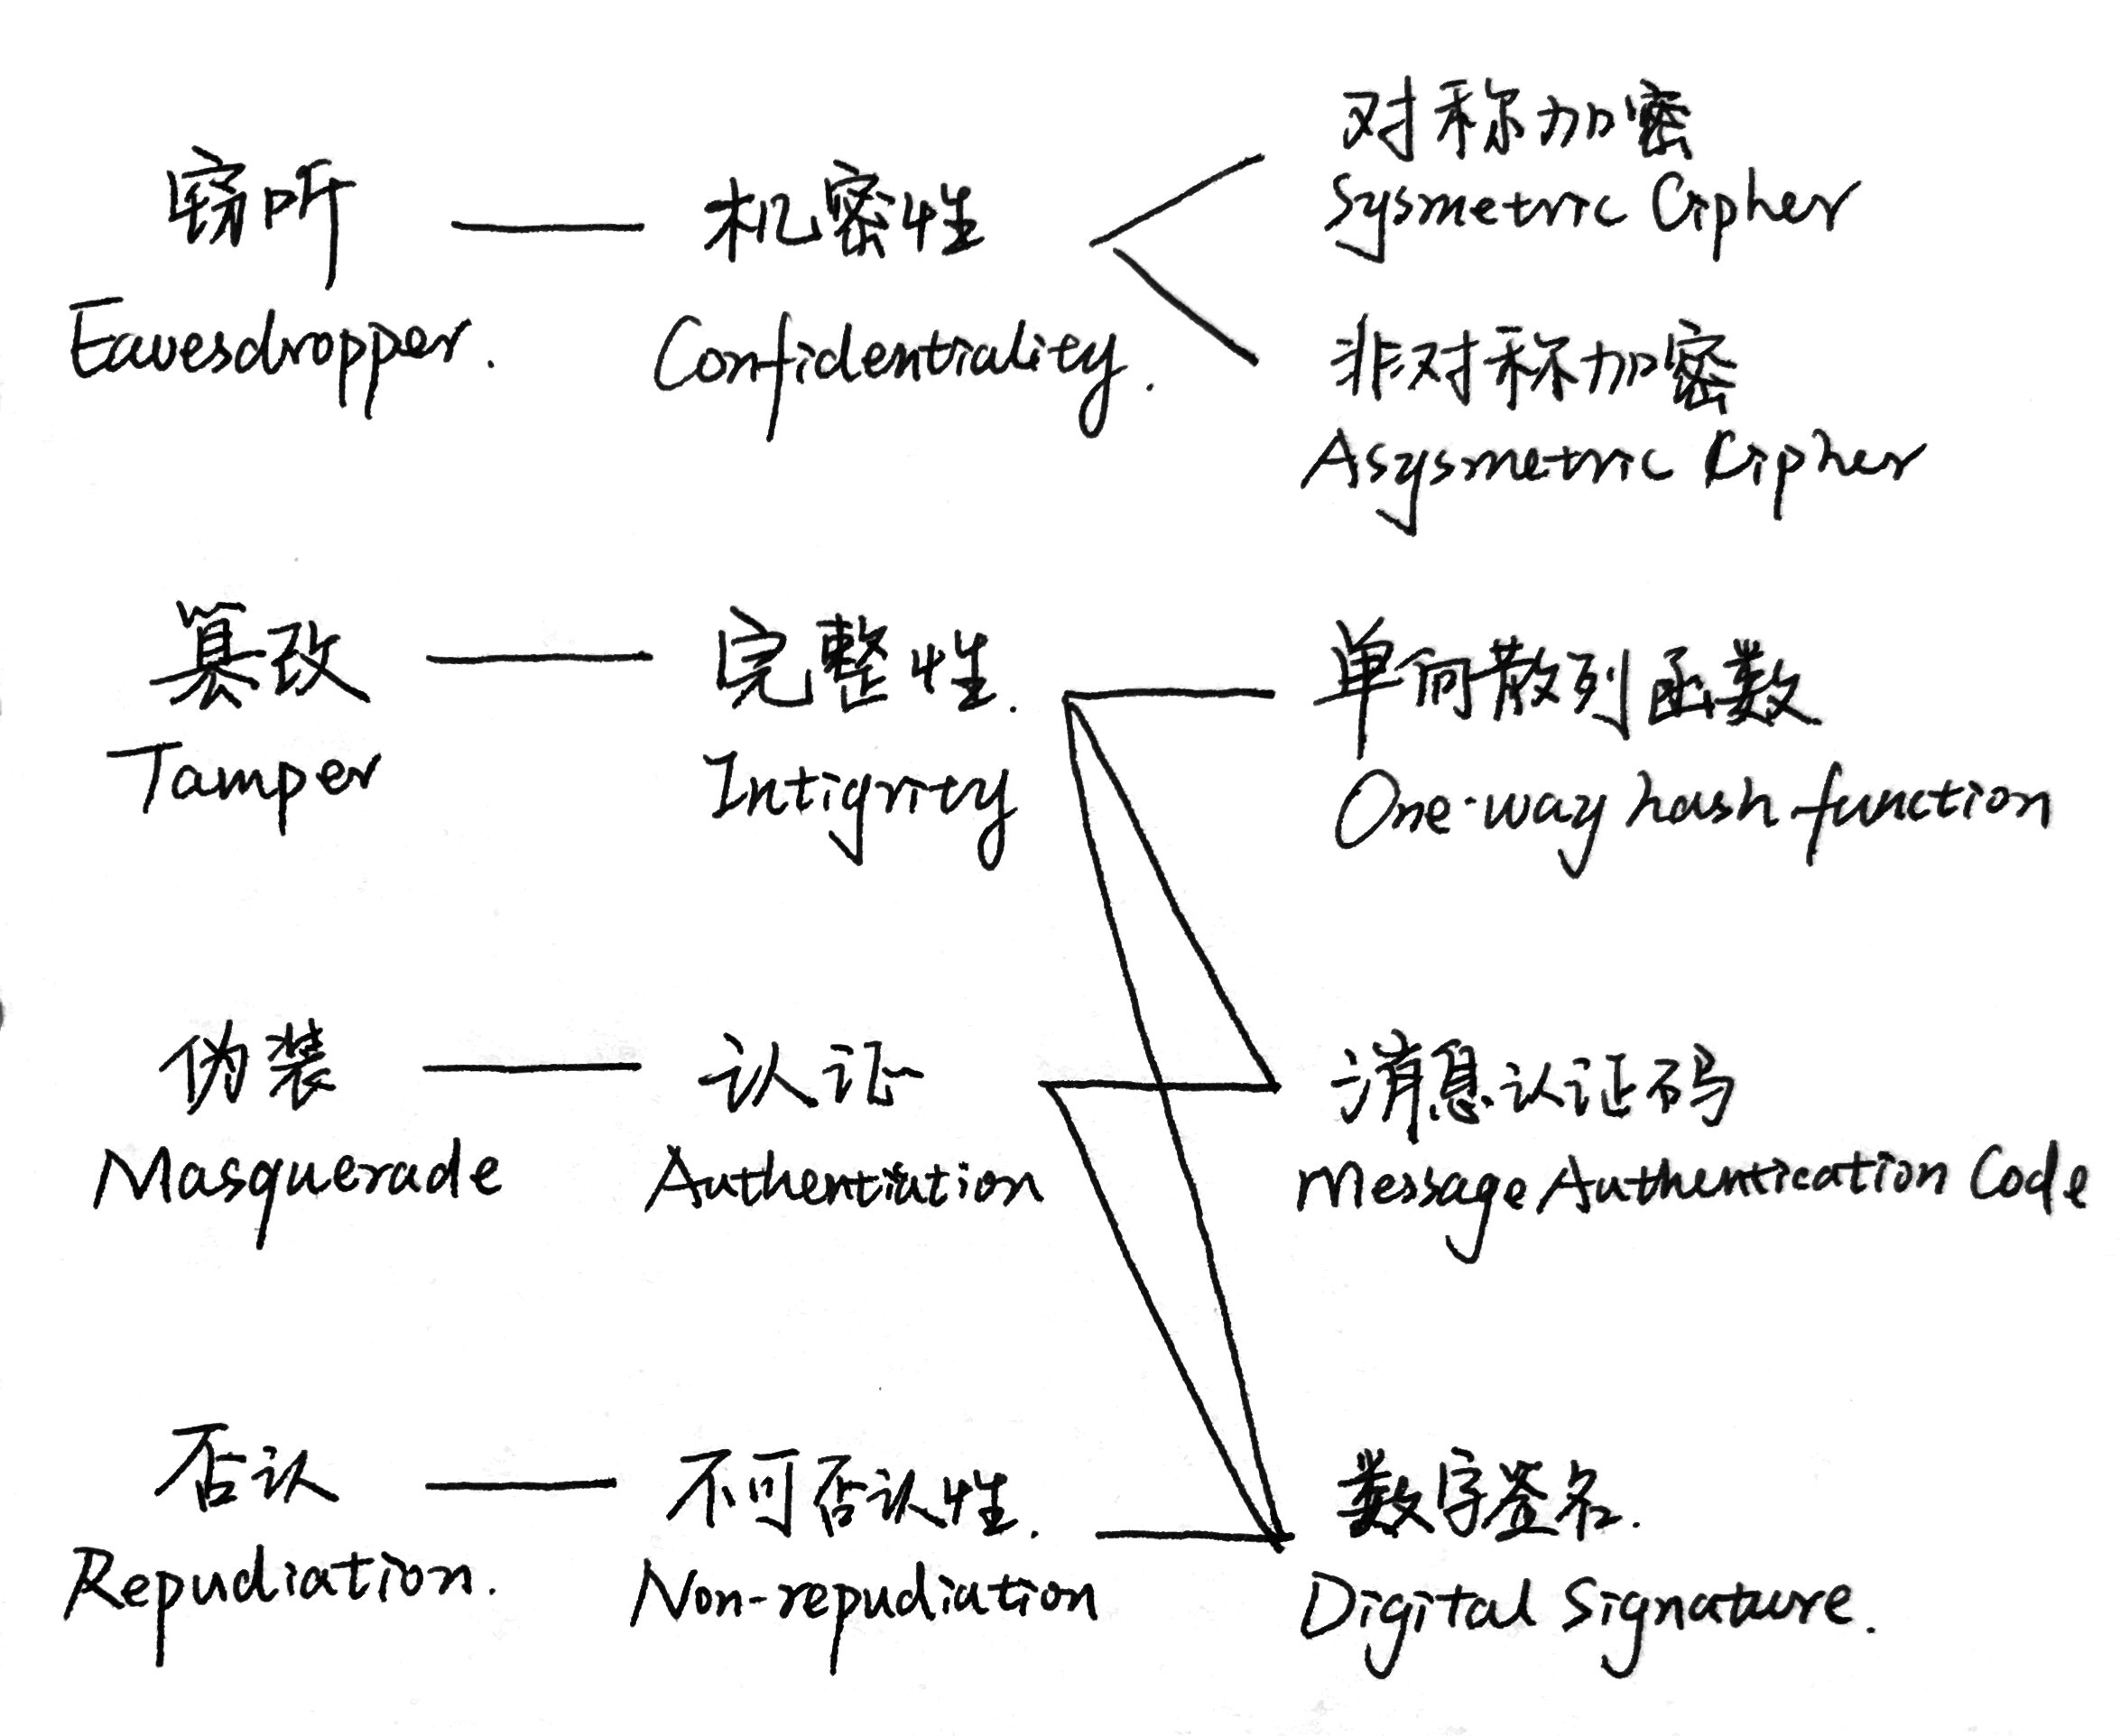 对称加密
窃听 机密性
Sysmetric Cipher
Eavesdropper. Confidentiality.
非对称加密
Asysmetric Cipher
篡改 完整性. 单向散列函数
Tamper Intigrity One-way hash function
伪装 认证 消息认证码
Masquerade Authentiation Message Authentication Code
否认 不可否认性. 数字签名.
Repudiation. Non-repudiation Digital Signature.